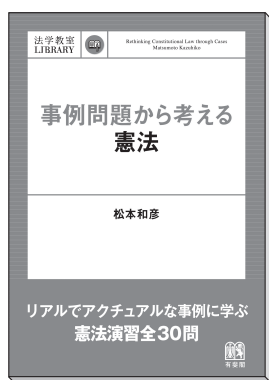 法学教室
LIBRARY
Rethinking Constitutional Law through Cases
Matsumoto Kazuhiko
事例問題から考える
憲法
松本和彦
リアルでアクチュアルな事例に学ぶ
憲法演習全30問
有斐閣